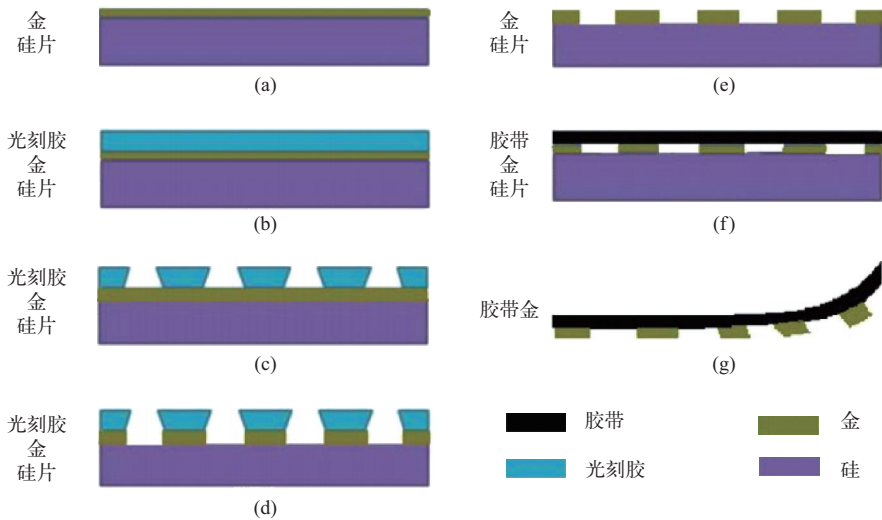 金
硅片
(a)
光刻胶
金
硅片
(b)
光刻胶
金
硅片
(c)
光刻胶
金
硅片
(d)
金
硅片
(e)
胶带
金
硅片
(f)
胶带金
(g)
胶带
金
光刻胶
硅